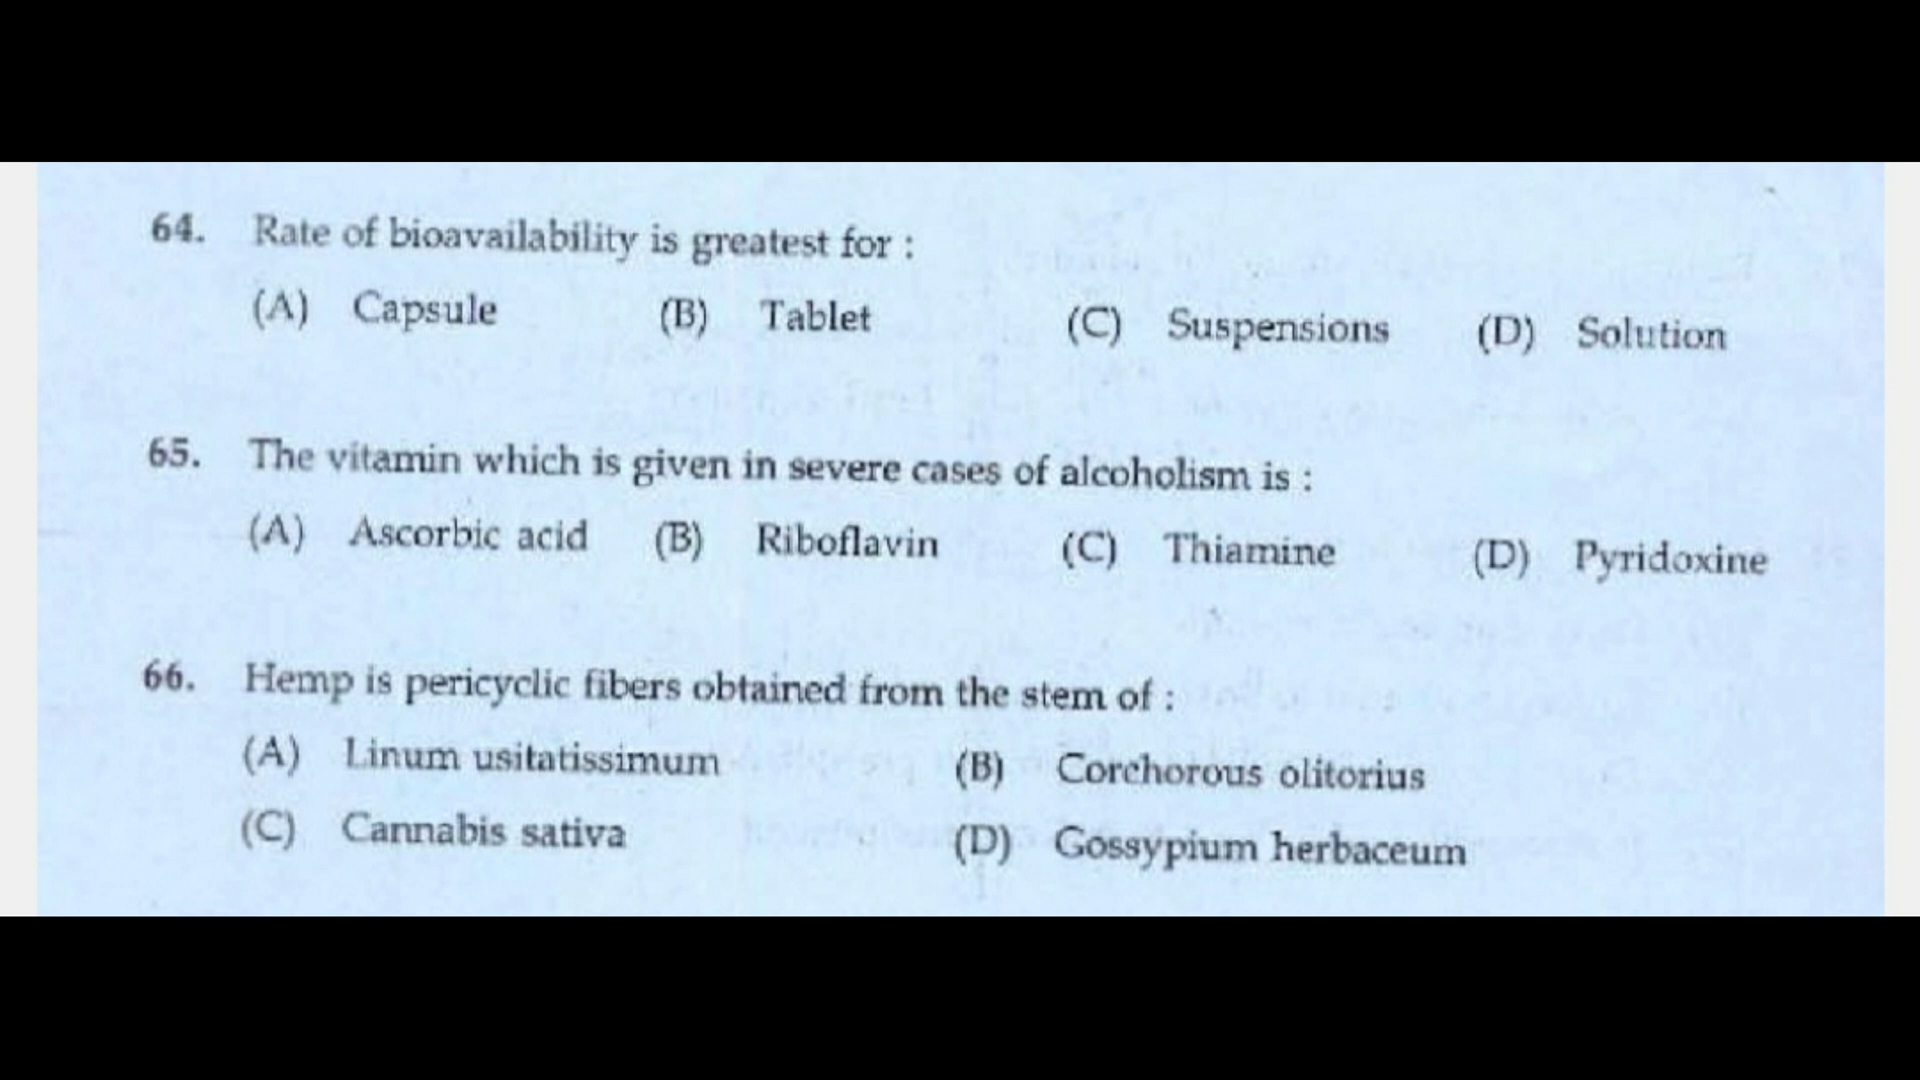 64. Rate of bioavailability is greatest for :
(A) Capsule (B) Tablet (C) Suspensions (D) Solution
65. The vitamin which is given in severe cases of alcoholism is :
(A) Ascorbic acid (B) Riboflavin (C) Thiamine (D) Pyridoxine
66. Hemp is pericyclic fibers obtained from the stem of :
(A) Linum usitatissimum (B) Corchorous olitorius
(C) Cannabis sativa (D) Gossypium herbaceum